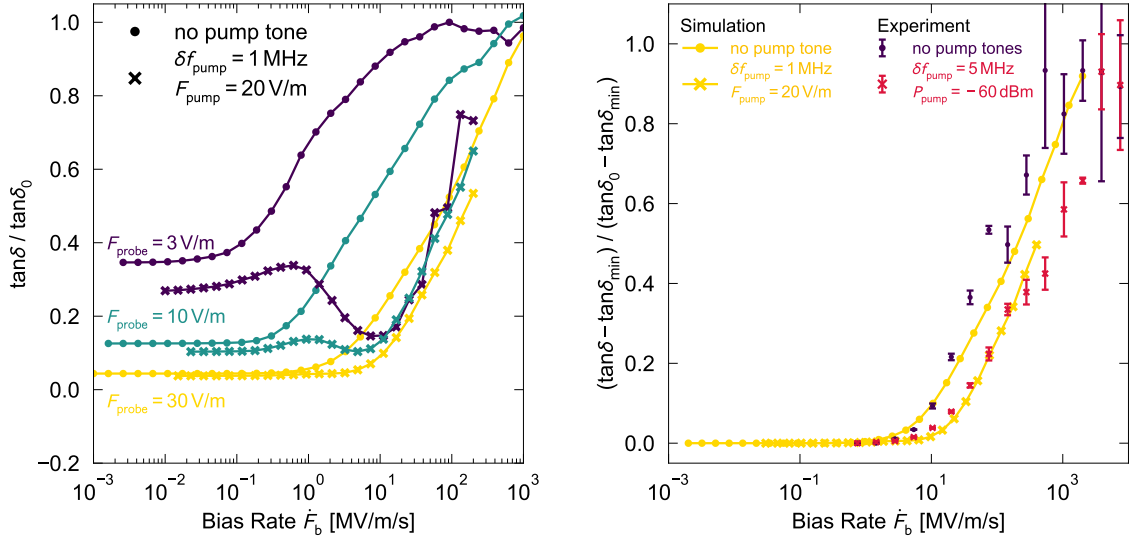 no pump tone
δf_pump = 1 MHz
F_pump = 20 V/m
F_probe = 3 V/m
F_probe = 10 V/m
F_probe = 30 V/m
tanδ / tanδ_0
1.0
0.8
0.6
0.4
0.2
0.0
−0.2
10^−3 10^−2 10^−1 10^0 10^1 10^2 10^3
Bias Rate Ḟ_b [MV/m/s]
Simulation
no pump tone
δf_pump = 1 MHz
F_pump = 20 V/m
Experiment
no pump tones
δf_pump = 5 MHz
P_pump = −60 dBm
(tanδ − tanδ_min) / (tanδ_0 − tanδ_min)
1.0
0.8
0.6
0.4
0.2
0.0
10^−3 10^−1 10^1 10^3
Bias Rate Ḟ_b [MV/m/s]